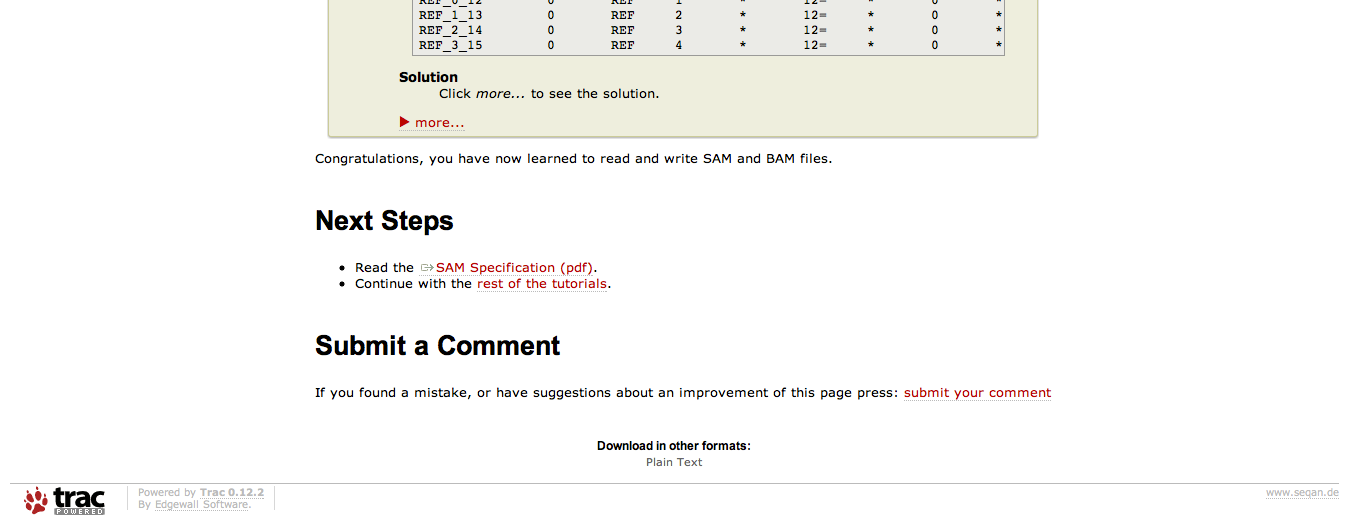 REF_0_12 0 REF 1 * 12= * 0 *
REF_1_13 0 REF 2 * 12= * 0 *
REF_2_14 0 REF 3 * 12= * 0 *
REF_3_15 0 REF 4 * 12= * 0 *
Solution
Click more... to see the solution.
more...
Congratulations, you have now learned to read and write SAM and BAM files.
Next Steps
• Read the SAM Specification (pdf).
• Continue with the rest of the tutorials.
Submit a Comment
If you found a mistake, or have suggestions about an improvement of this page press: submit your comment
Download in other formats:
Plain Text
trac
POWERED
Powered by Trac 0.12.2
By Edgewall Software.
www.seqan.de